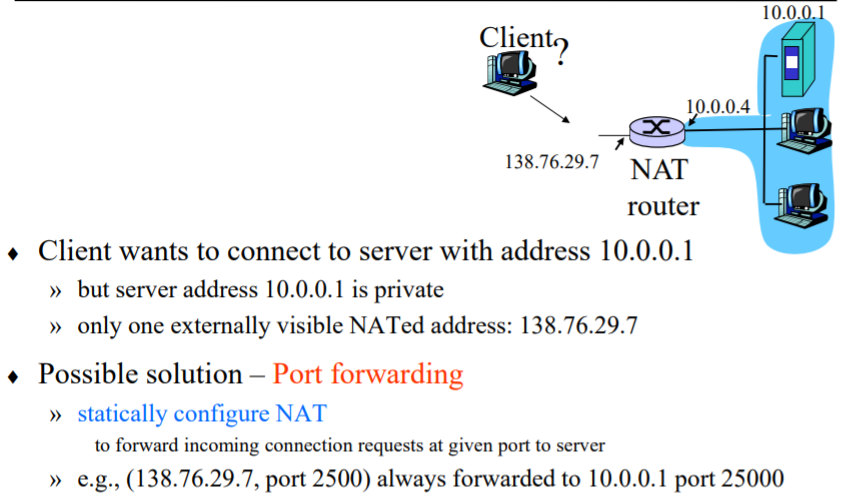 10.0.0.1
Client?
10.0.0.4
138.76.29.7
NAT
router
♦ Client wants to connect to server with address 10.0.0.1
» but server address 10.0.0.1 is private
» only one externally visible NATed address: 138.76.29.7
♦ Possible solution – Port forwarding
» statically configure NAT
to forward incoming connection requests at given port to server
» e.g., (138.76.29.7, port 2500) always forwarded to 10.0.0.1 port 25000